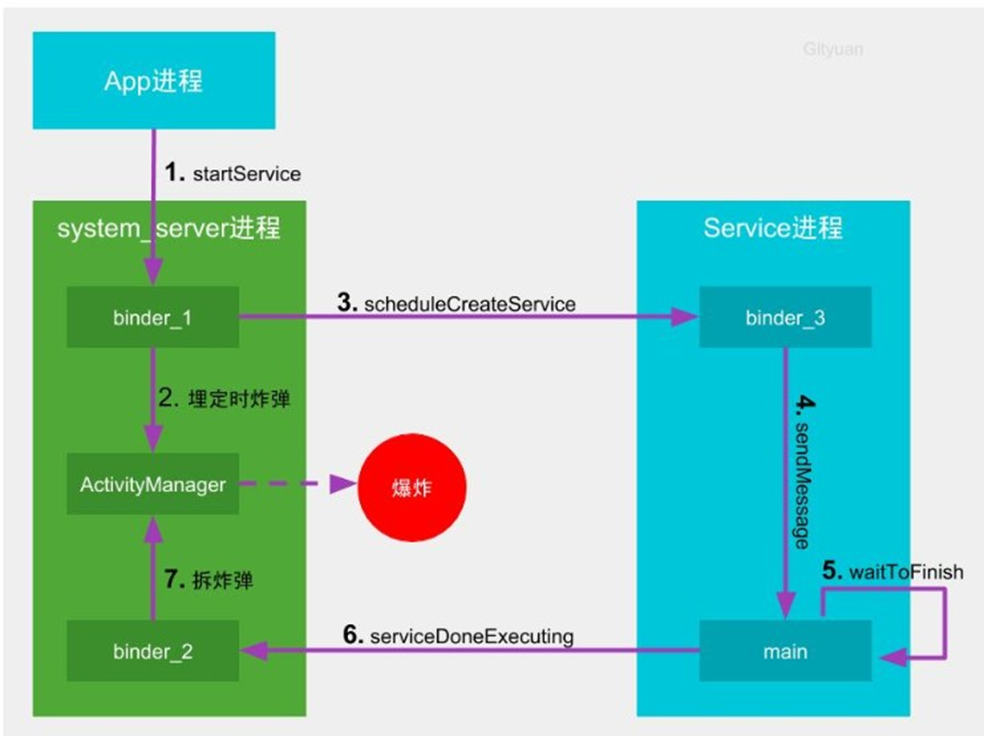 Gityuan
App进程
1. startService
system_server进程
Service进程
binder_1
3. scheduleCreateService
binder_3
2. 埋定时炸弹
4. sendMessage
ActivityManager
爆炸
7. 拆炸弹
5. waitToFinish
6. serviceDoneExecuting
binder_2
main